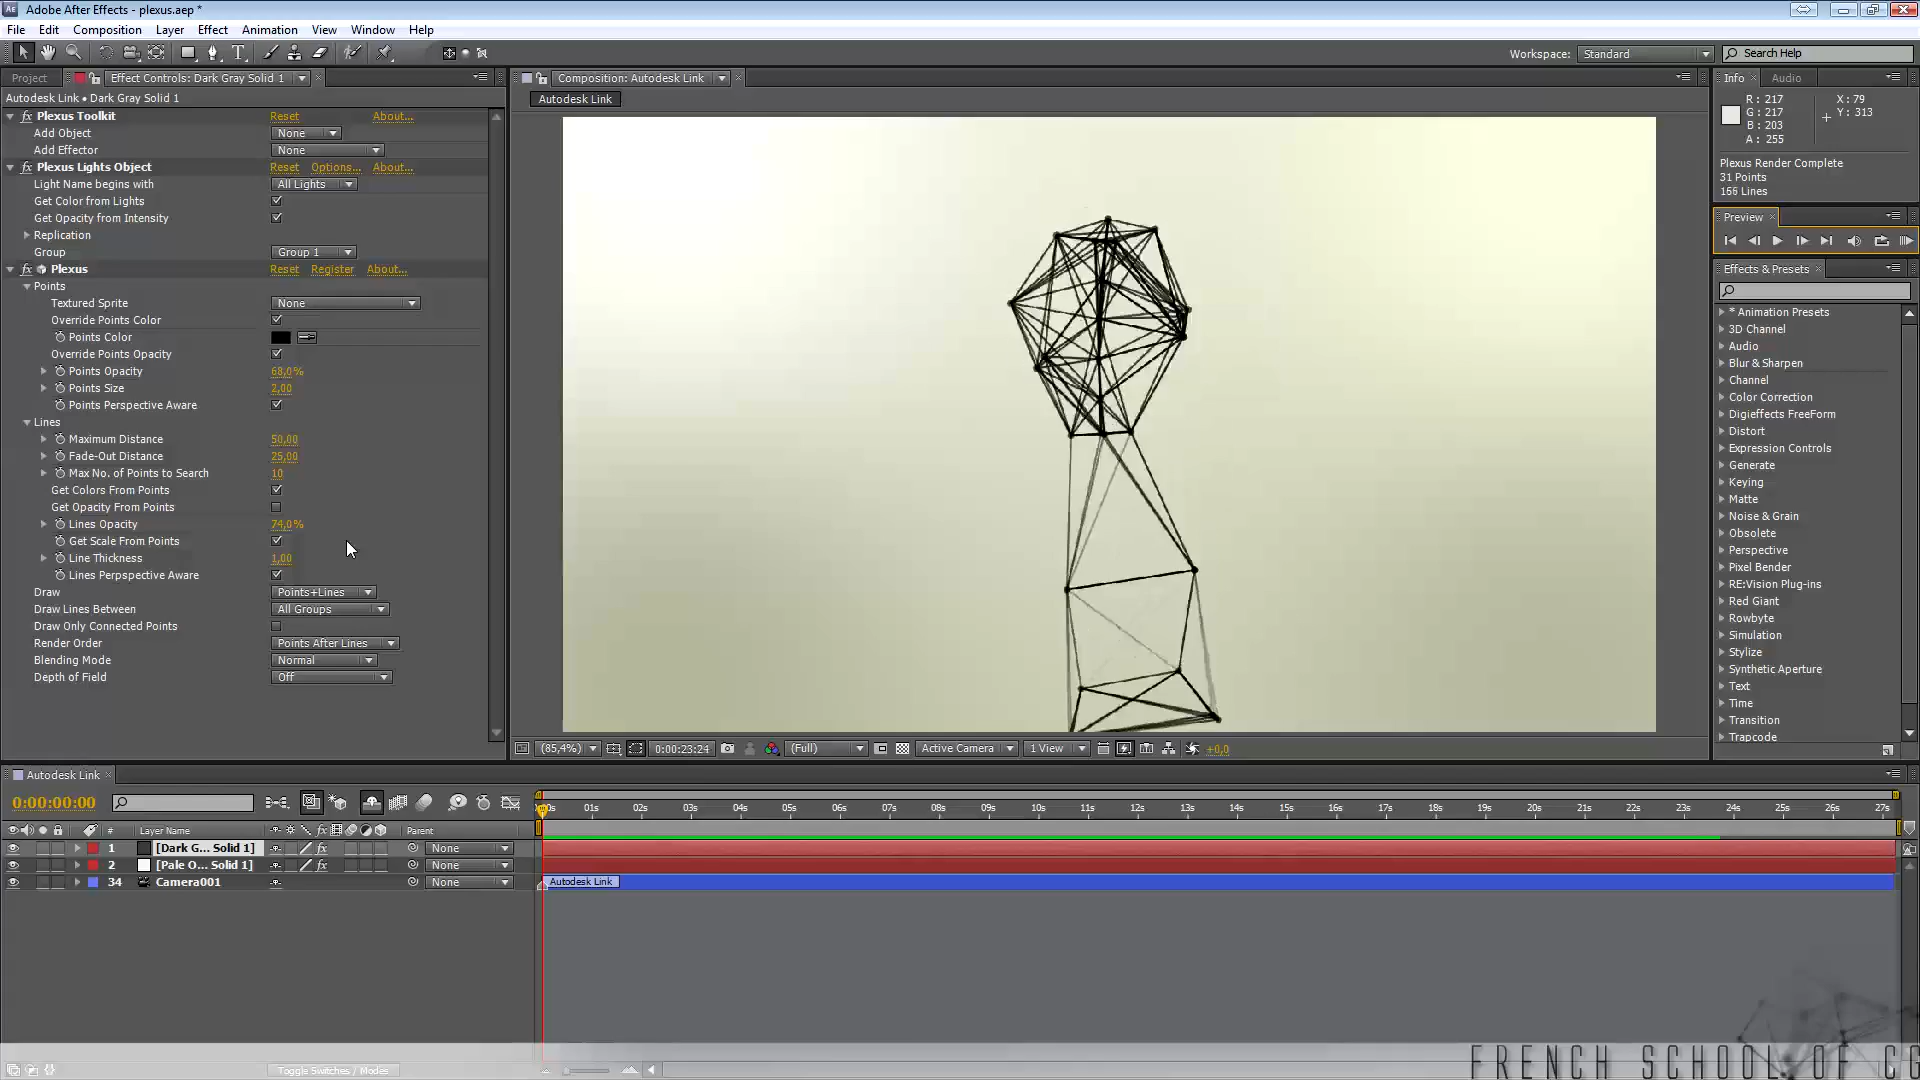 Adobe After Effects - plexus.aep *
File Edit Composition Layer Effect Animation View Window Help
Workspace: Standard Search Help
Project Effect Controls: Dark Gray Solid 1
Autodesk Link • Dark Gray Solid 1
fx Plexus Toolkit Reset About...
Add Object None
Add Effector None
fx Plexus Lights Object Reset Options... About...
Light Name begins with All Lights
Get Color from Lights
Get Opacity from Intensity
Replication
Group Group 1
fx Plexus Reset Register About...
Points
Textured Sprite None
Override Points Color
Points Color
Override Points Opacity
Points Opacity 68,0%
Points Size 2,00
Points Perspective Aware
Lines
Maximum Distance 50,00
Fade-Out Distance 25,00
Max No. of Points to Search 10
Get Colors From Points
Get Opacity From Points
Lines Opacity 74,0%
Get Scale From Points
Line Thickness 1,00
Lines Perpspective Aware
Draw Points+Lines
Draw Lines Between All Groups
Draw Only Connected Points
Render Order Points After Lines
Blending Mode Normal
Depth of Field Off
Composition: Autodesk Link
Autodesk Link
(85,4%) 0:00:23:24 (Full) Active Camera 1 View +0,0
Info Audio
R: 217 X: 79
G: 217 Y: 313
B: 203
A: 255
Plexus Render Complete
31 Points
166 Lines
Preview
Effects & Presets
* Animation Presets
3D Channel
Audio
Blur & Sharpen
Channel
Color Correction
Digieffects FreeForm
Distort
Expression Controls
Generate
Keying
Matte
Noise & Grain
Obsolete
Perspective
Pixel Bender
RE:Vision Plug-ins
Red Giant
Rowbyte
Simulation
Stylize
Synthetic Aperture
Text
Time
Transition
Trapcode
Autodesk Link
0:00:00:00
01s 02s 03s 04s 05s 06s 07s 08s 09s 10s 11s 12s 13s 14s 15s 16s 17s 18s 19s 20s 21s 22s 23s 24s 25s 26s 27s
# Layer Name fx Parent
1 [Dark G... Solid 1] fx None
2 [Pale O... Solid 1] fx None
34 Camera001 None Autodesk Link
Toggle Switches / Modes
FRENCH SCHOOL OF CG